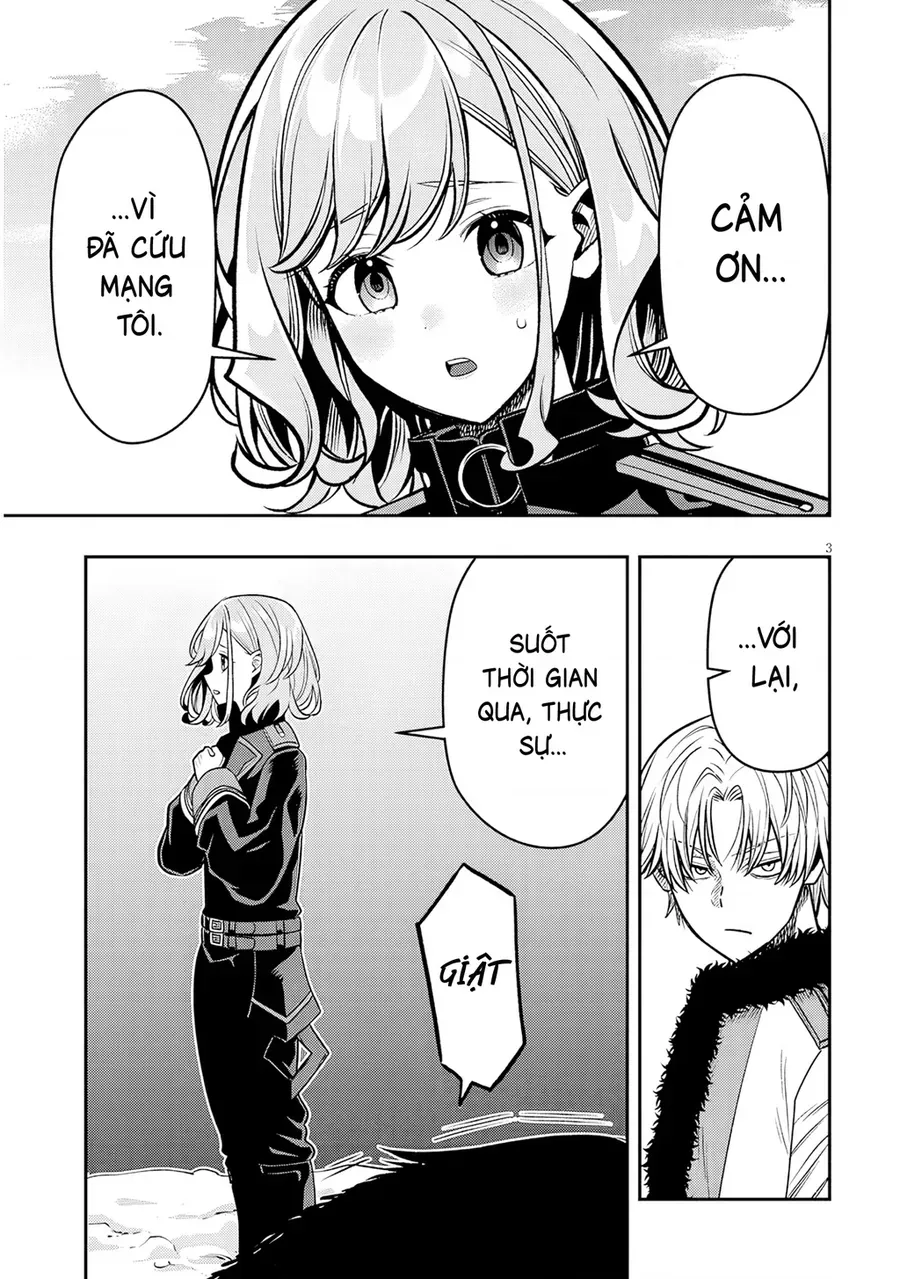 CẢM
ƠN...
...VÌ
ĐÃ CỨU
MẠNG
TÔI.
3
...VỚI
LẠI,
SUỐT
THỜI GIAN
QUA, THỰC
SỰ...
GIẬT